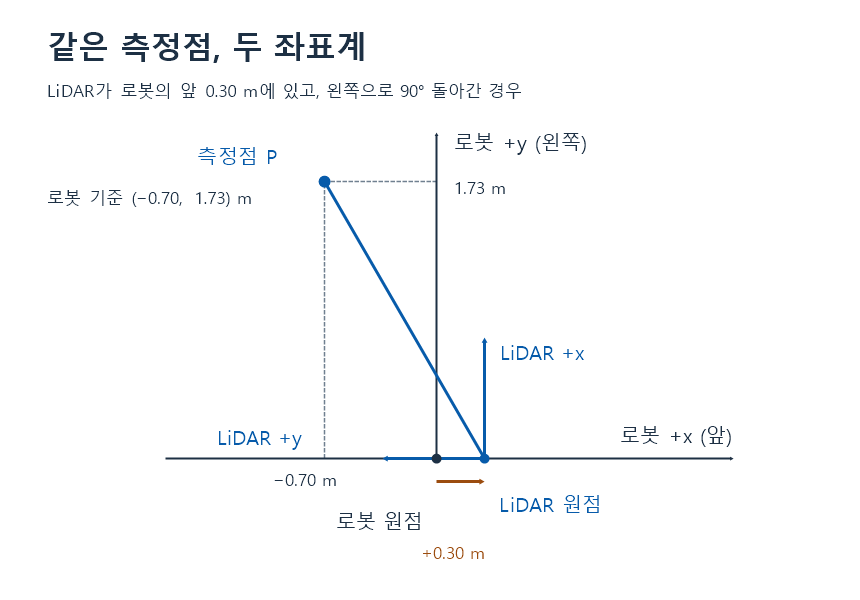 같은 측정점, 두 좌표계
LiDAR가 로봇의 앞 0.30 m에 있고, 왼쪽으로 90° 돌아간 경우
로봇 +y (왼쪽)
측정점 P
1.73 m
로봇 기준 (−0.70, 1.73) m
LiDAR +x
로봇 +x (앞)
LiDAR +y
−0.70 m
LiDAR 원점
로봇 원점
+0.30 m